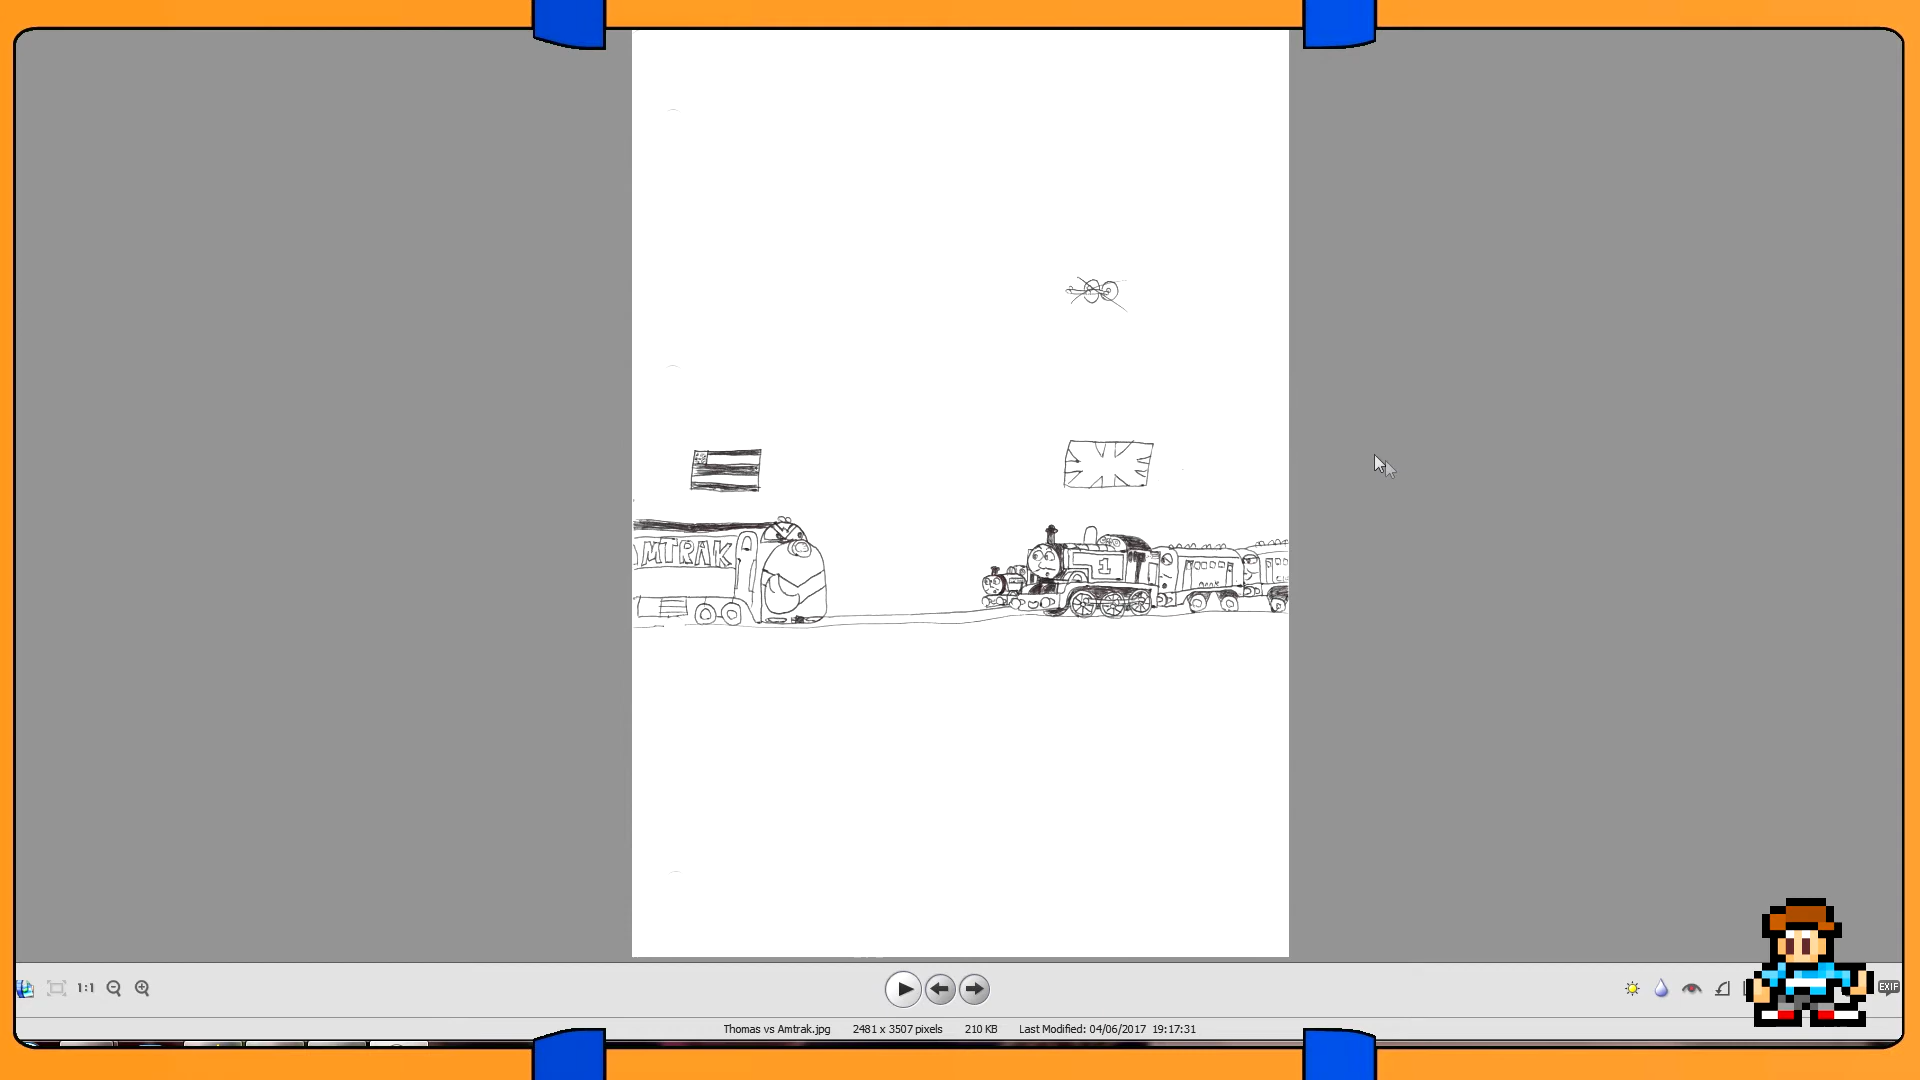 MTRAK
1
1:1
EXIF
Thomas vs Amtrak.jpg 2481 x 3507 pixels 210 KB Last Modified: 04/06/2017 19:17:31